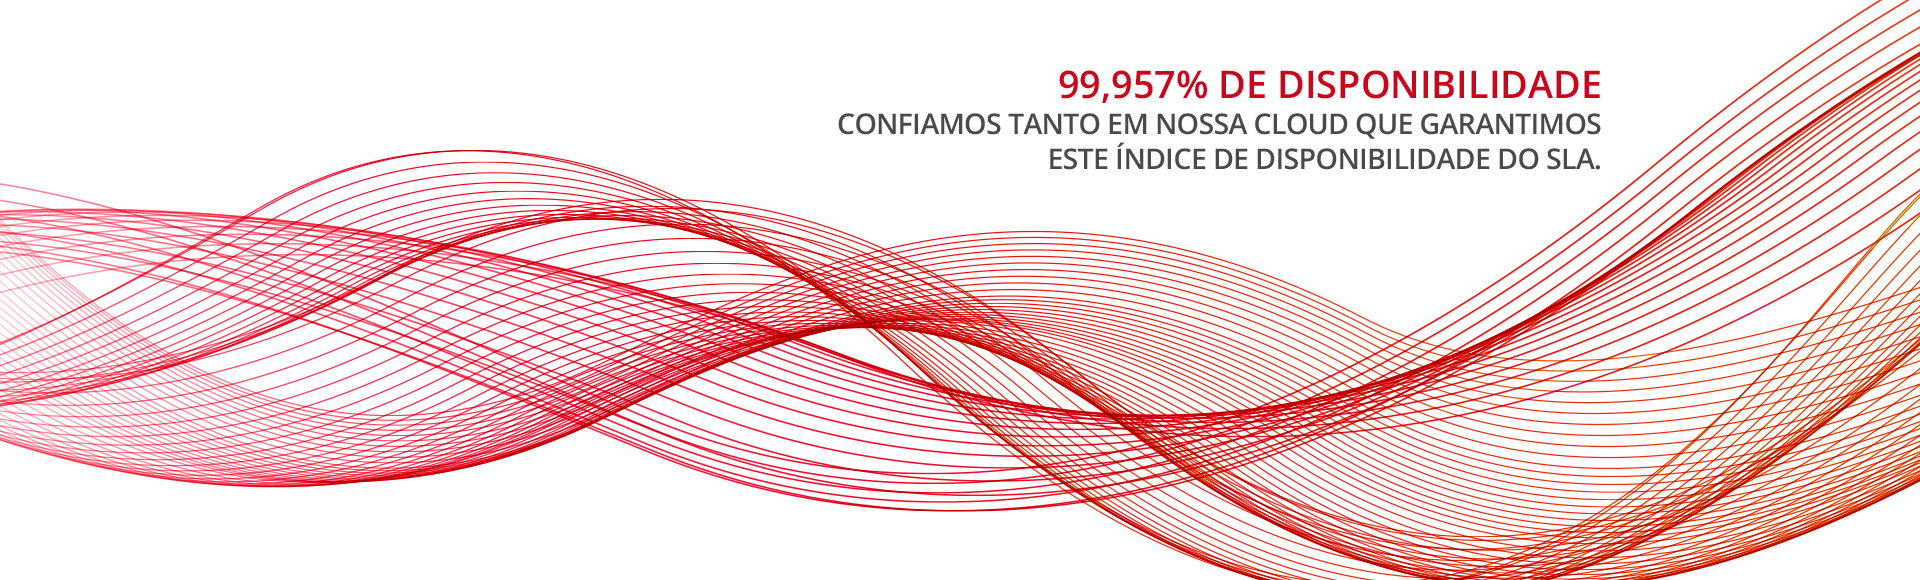 99,957% DE DISPONIBILIDADE
CONFIAMOS TANTO EM NOSSA CLOUD QUE GARANTIMOS
ESTE ÍNDICE DE DISPONIBILIDADE DO SLA.